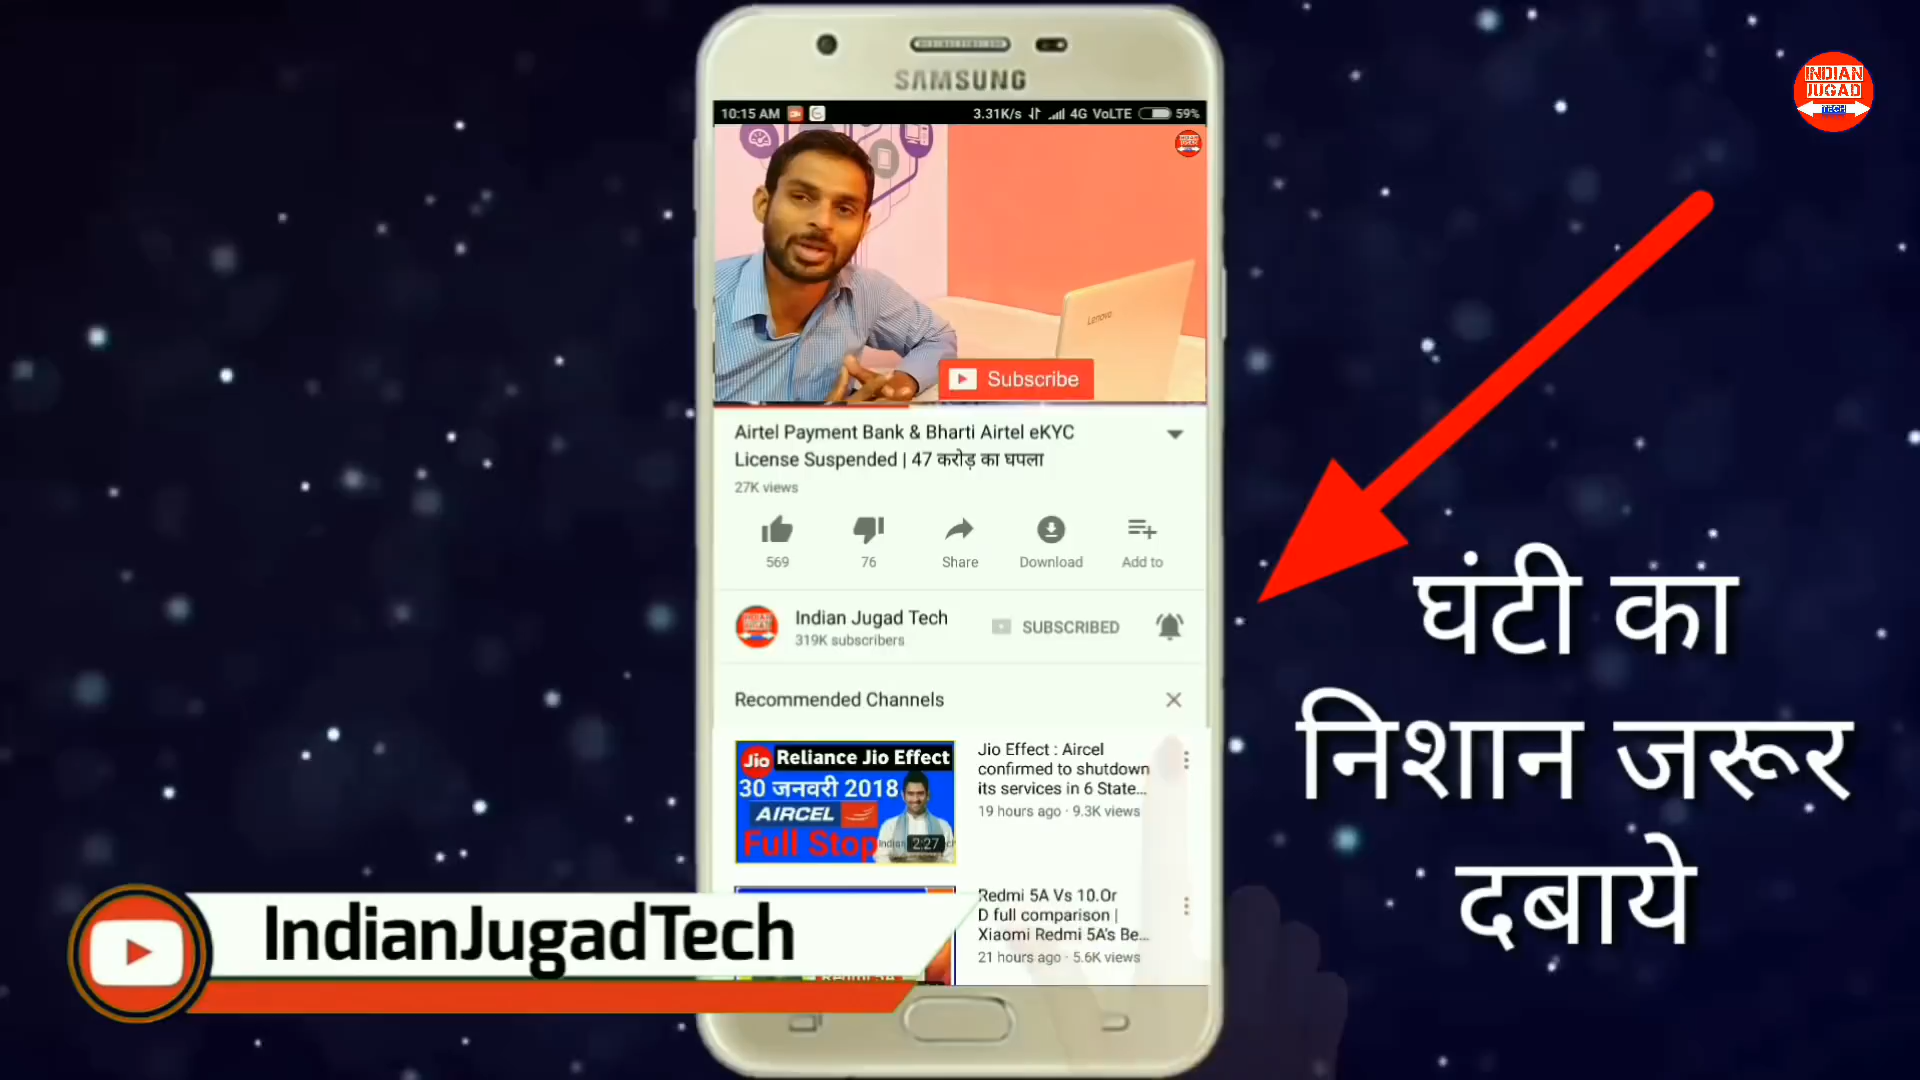 SAMSUNG
10:15 AM
3.31K/s 4G VoLTE 59%
INDIAN
JUGAD
TECH
Lenovo
Subscribe
Airtel Payment Bank & Bharti Airtel eKYC
License Suspended | 47 करोड़ का घपला
27K views
569 76 Share Download Add to
Indian Jugad Tech
319K subscribers
SUBSCRIBED
Recommended Channels
Jio Reliance Jio Effect
30 जनवरी 2018
AIRCEL
Full Stop
2:27
Jio Effect : Aircel
confirmed to shutdown
its services in 6 State...
19 hours ago · 9.3K views
Redmi 5A Vs 10.Or
D full comparison |
Xiaomi Redmi 5A's Be...
21 hours ago · 5.6K views
घंटी का
निशान जरूर
दबाये
IndianJugadTech